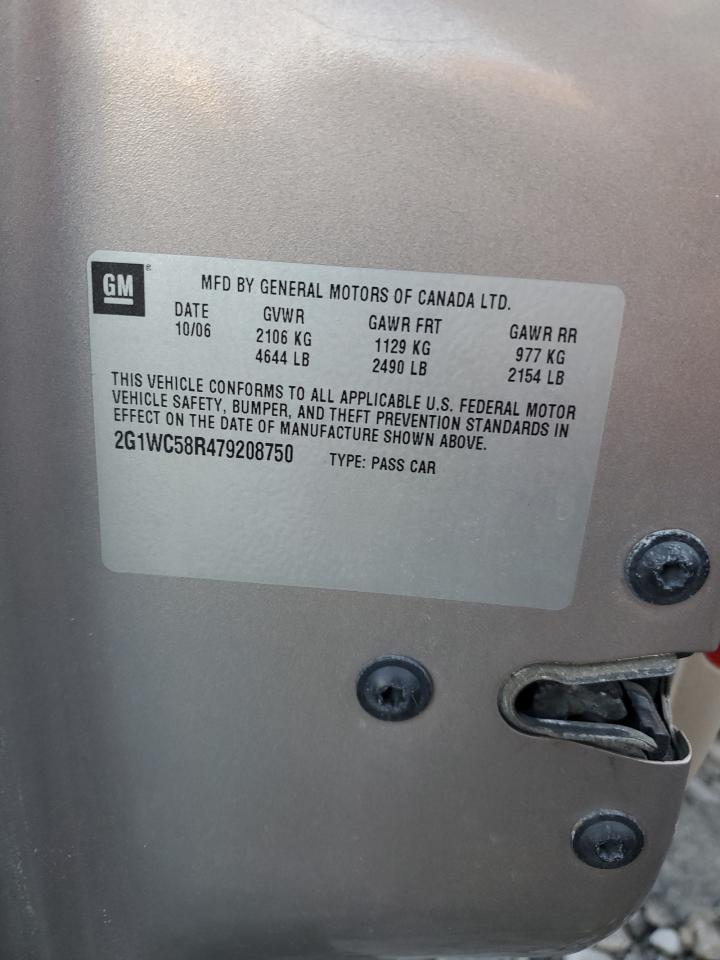 GM ® MFD BY GENERAL MOTORS OF CANADA LTD.
DATE GVWR GAWR FRT GAWR RR
10/06 2106 KG 1129 KG 977 KG
4644 LB 2490 LB 2154 LB
THIS VEHICLE CONFORMS TO ALL APPLICABLE U.S. FEDERAL MOTOR
VEHICLE SAFETY, BUMPER, AND THEFT PREVENTION STANDARDS IN
EFFECT ON THE DATE OF MANUFACTURE SHOWN ABOVE.
2G1WC58R479208750 TYPE: PASS CAR